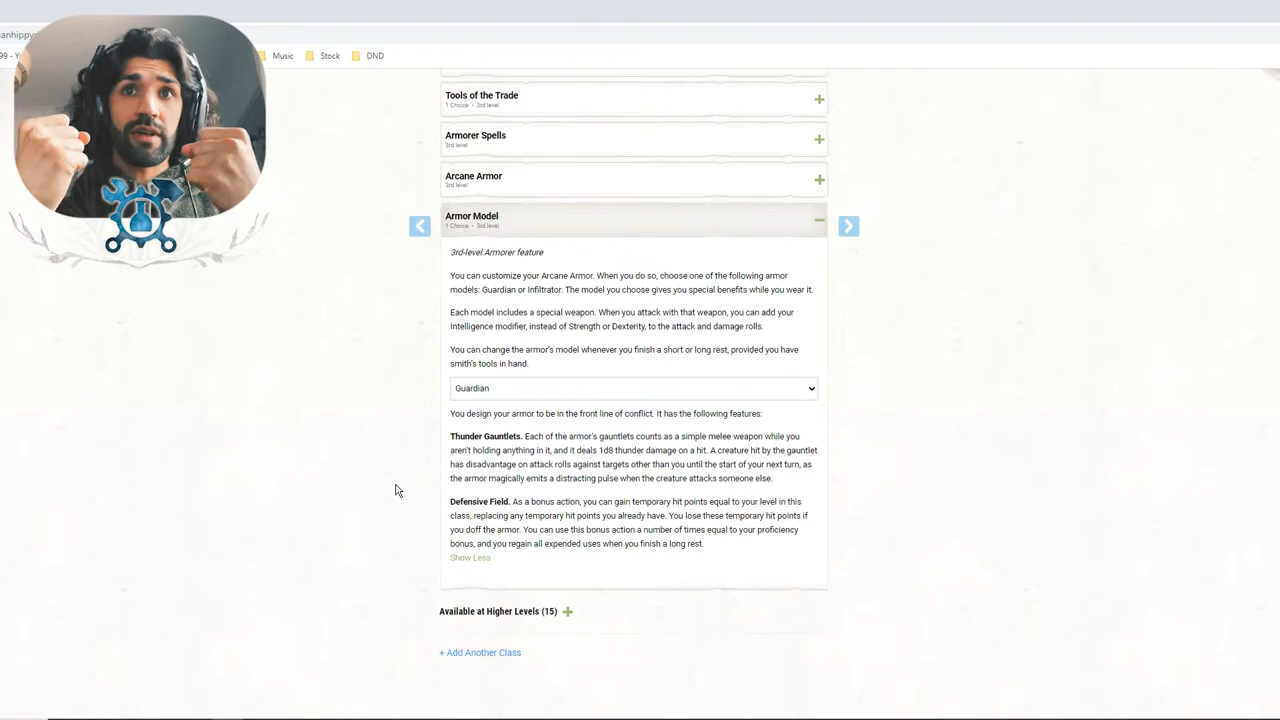 anhippy
99 - Y
Music
Stock
DND
Tools of the Trade
1 Choice • 3rd level
Armorer Spells
3rd level
Arcane Armor
3rd level
Armor Model
1 Choice • 3rd level
3rd-level Armorer feature
You can customize your Arcane Armor. When you do so, choose one of the following armor
models: Guardian or Infiltrator. The model you choose gives you special benefits while you wear it.
Each model includes a special weapon. When you attack with that weapon, you can add your
Intelligence modifier, instead of Strength or Dexterity, to the attack and damage rolls.
You can change the armor's model whenever you finish a short or long rest, provided you have
smith's tools in hand.
Guardian
You design your armor to be in the front line of conflict. It has the following features:
Thunder Gauntlets. Each of the armor's gauntlets counts as a simple melee weapon while you
aren't holding anything in it, and it deals 1d8 thunder damage on a hit. A creature hit by the gauntlet
has disadvantage on attack rolls against targets other than you until the start of your next turn, as
the armor magically emits a distracting pulse when the creature attacks someone else.
Defensive Field. As a bonus action, you can gain temporary hit points equal to your level in this
class, replacing any temporary hit points you already have. You lose these temporary hit points if
you doff the armor. You can use this bonus action a number of times equal to your proficiency
bonus, and you regain all expended uses when you finish a long rest.
Show Less
Available at Higher Levels (15)
+ Add Another Class